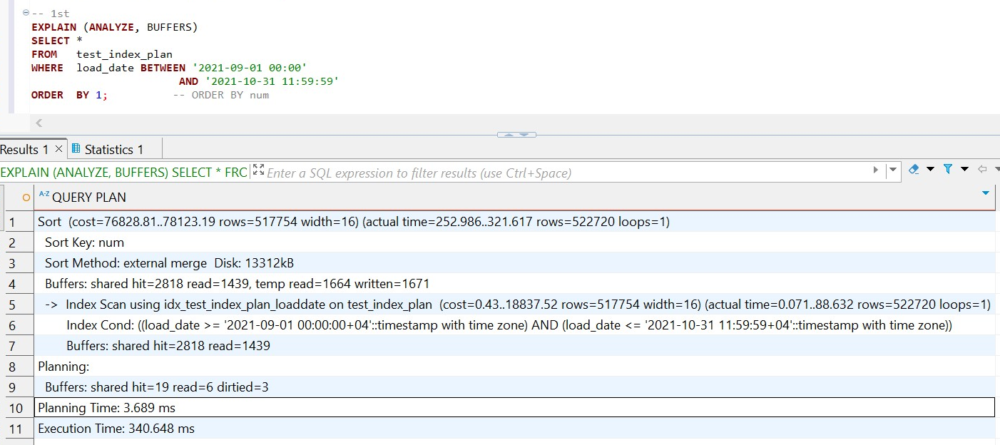 -- 1st
EXPLAIN (ANALYZE, BUFFERS)
SELECT *
FROM   test_index_plan
WHERE  load_date BETWEEN '2021-09-01 00:00'
                       AND '2021-10-31 11:59:59'
ORDER  BY 1;          -- ORDER BY num
Results 1 × Statistics 1
EXPLAIN (ANALYZE, BUFFERS) SELECT * FRC Enter a SQL expression to filter results (use Ctrl+Space)
A-Z QUERY PLAN
1 Sort  (cost=76828.81..78123.19 rows=517754 width=16) (actual time=252.986..321.617 rows=522720 loops=1)
2 Sort Key: num
3 Sort Method: external merge  Disk: 13312kB
4 Buffers: shared hit=2818 read=1439, temp read=1664 written=1671
5 ->  Index Scan using idx_test_index_plan_loaddate on test_index_plan  (cost=0.43..18837.52 rows=517754 width=16) (actual time=0.071..88.632 rows=522720 loops=1)
6 Index Cond: ((load_date >= '2021-09-01 00:00:00+04'::timestamp with time zone) AND (load_date <= '2021-10-31 11:59:59+04'::timestamp with time zone))
7 Buffers: shared hit=2818 read=1439
8 Planning:
9 Buffers: shared hit=19 read=6 dirtied=3
10 Planning Time: 3.689 ms
11 Execution Time: 340.648 ms